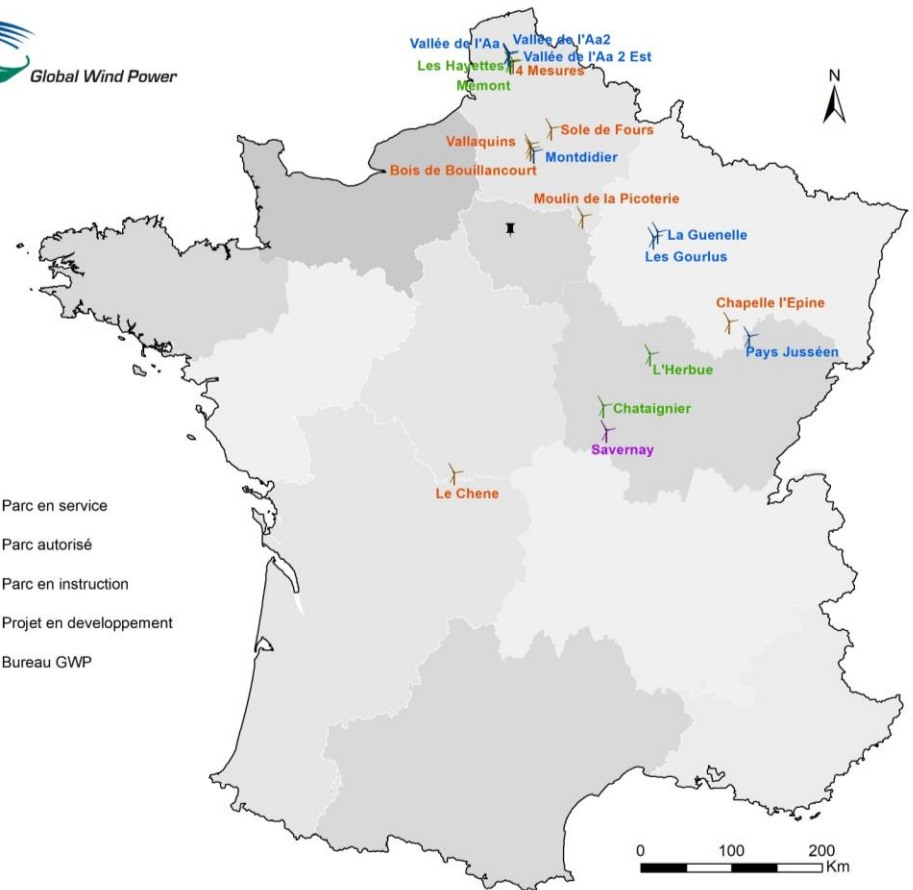 Global Wind Power
Vallée de l'Aa
Vallée de l'Aa2
Vallée de l'Aa 2 Est
Les Hayettes
4 Mesures
Mémont
N
Sole de Fours
Vallaquins
Montdidier
Bois de Bouillancourt
Moulin de la Picoterie
La Guenelle
Les Gourlus
Chapelle l'Epine
Pays Jusséen
L'Herbue
Chataignier
Savernay
Le Chene
Parc en service
Parc autorisé
Parc en instruction
Projet en developpement
Bureau GWP
0 100 200
Km